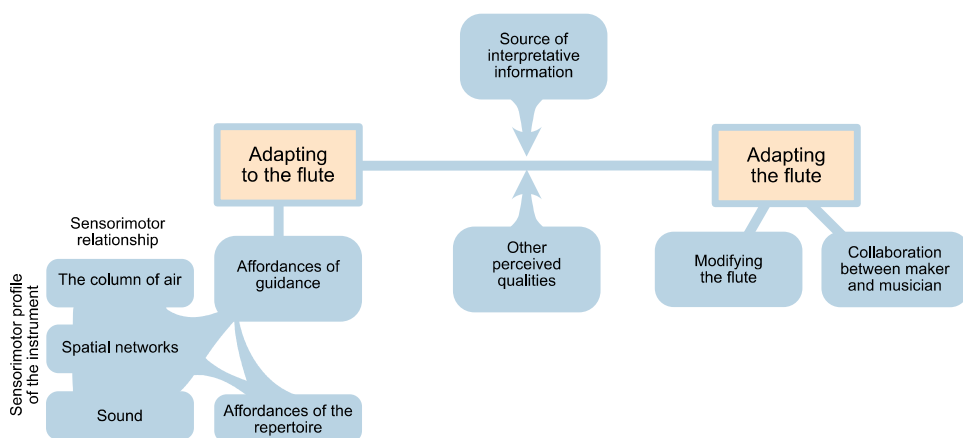 Source of
interpretative
information
Adapting
to the flute
Adapting
the flute
Sensorimotor
relationship
Affordances of
guidance
Other
perceived
qualities
Modifying
the flute
Collaboration
between maker
and musician
Sensorimotor profile
of the instrument
The column of air
Spatial networks
Sound
Affordances of the
repertoire